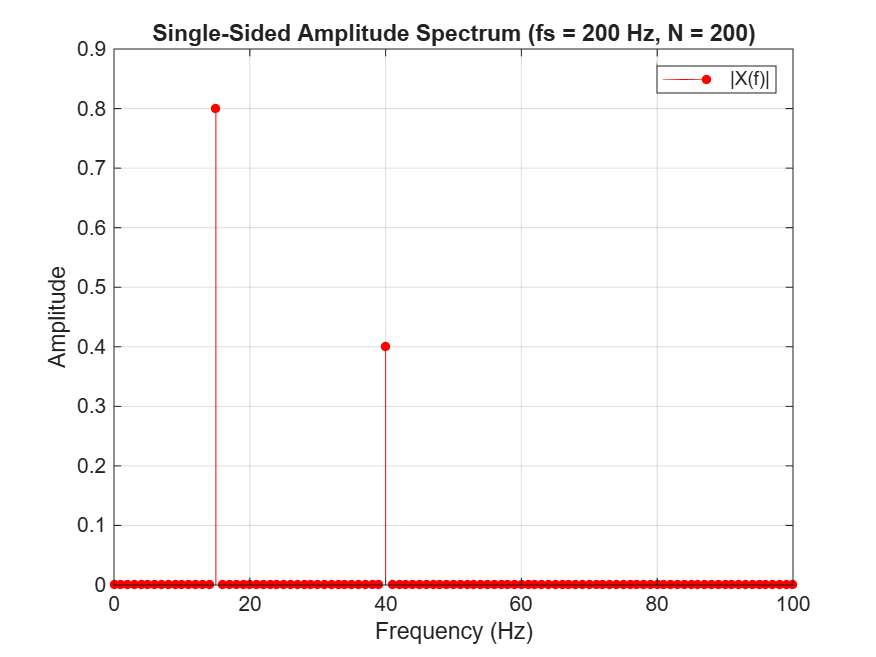 Single-Sided Amplitude Spectrum (fs = 200 Hz, N = 200)
|X(f)|
0.9
0.8
0.7
0.6
0.5
0.4
0.3
0.2
0.1
0
Amplitude
0 20 40 60 80 100
Frequency (Hz)